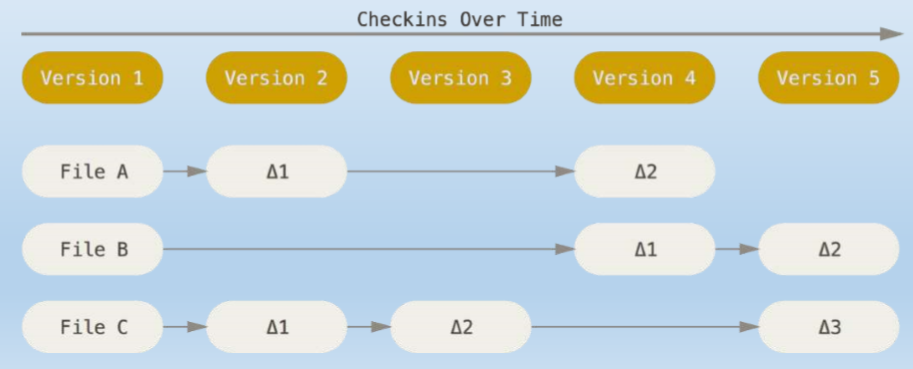 Checkins Over Time
Version 1 Version 2 Version 3 Version 4 Version 5
File A Δ1 Δ2
File B Δ1 Δ2
File C Δ1 Δ2 Δ3